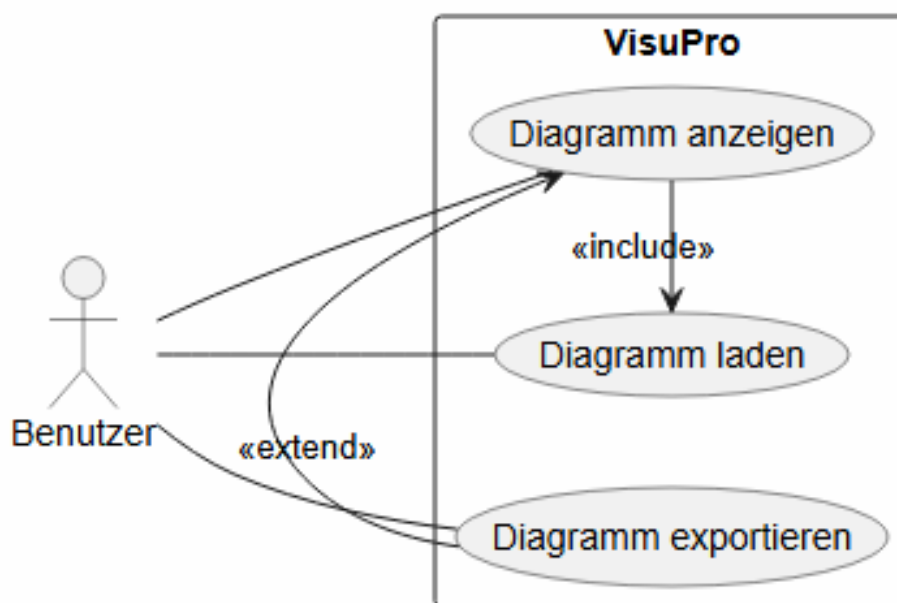 VisuPro
Diagramm anzeigen
«include»
Diagramm laden
Benutzer
«extend»
Diagramm exportieren